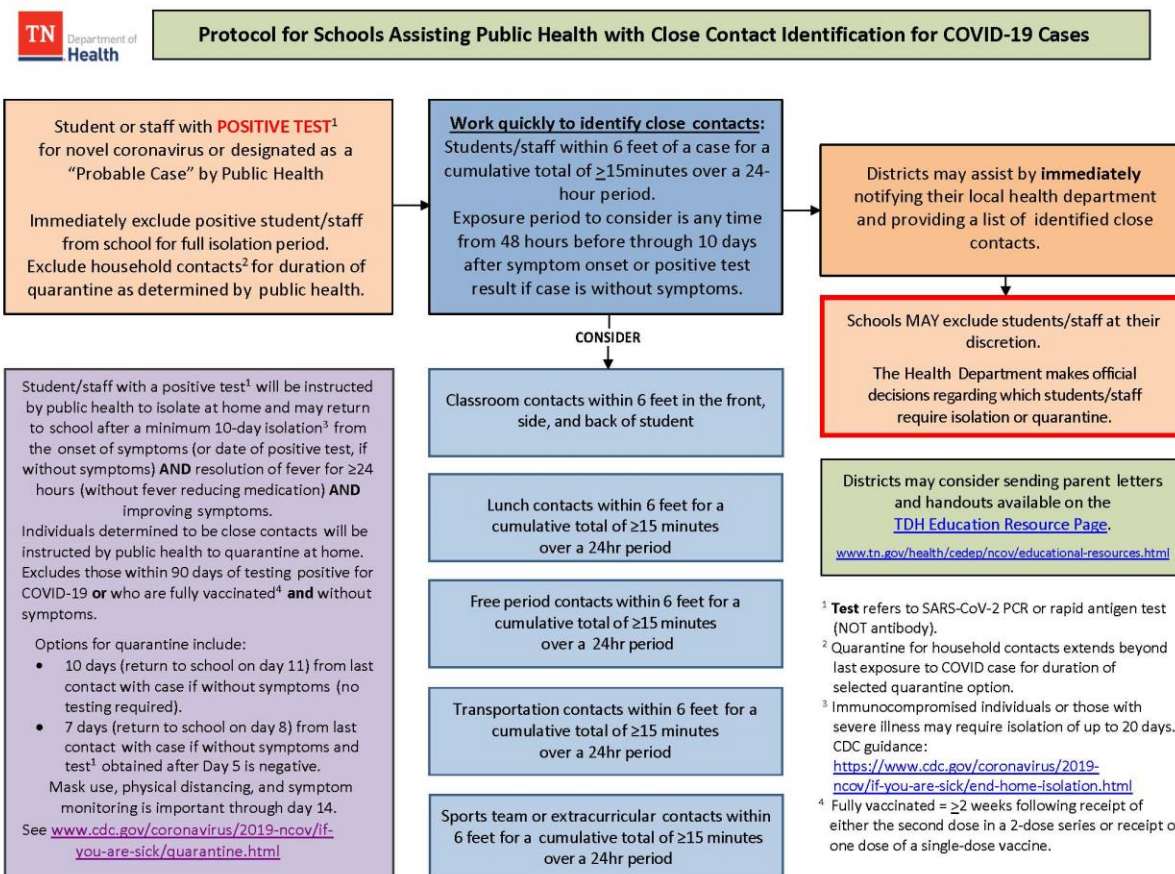 TN
Department of
Health
Protocol for Schools Assisting Public Health with Close Contact Identification for COVID-19 Cases
Student or staff with POSITIVE TEST¹
for novel coronavirus or designated as a
“Probable Case” by Public Health
Immediately exclude positive student/staff
from school for full isolation period.
Exclude household contacts² for duration of
quarantine as determined by public health.
Work quickly to identify close contacts:
Students/staff within 6 feet of a case for a
cumulative total of ≥15minutes over a 24-
hour period.
Exposure period to consider is any time
from 48 hours before through 10 days
after symptom onset or positive test
result if case is without symptoms.
Districts may assist by immediately
notifying their local health department
and providing a list of identified close
contacts.
Schools MAY exclude students/staff at their
discretion.
The Health Department makes official
decisions regarding which students/staff
require isolation or quarantine.
CONSIDER
Student/staff with a positive test¹ will be instructed
by public health to isolate at home and may return
to school after a minimum 10-day isolation³ from
the onset of symptoms (or date of positive test, if
without symptoms) AND resolution of fever for ≥24
hours (without fever reducing medication) AND
improving symptoms.
Individuals determined to be close contacts will be
instructed by public health to quarantine at home.
Excludes those within 90 days of testing positive for
COVID-19 or who are fully vaccinated⁴ and without
symptoms.
Options for quarantine include:
• 10 days (return to school on day 11) from last
contact with case if without symptoms (no
testing required).
• 7 days (return to school on day 8) from last
contact with case if without symptoms and
test¹ obtained after Day 5 is negative.
Mask use, physical distancing, and symptom
monitoring is important through day 14.
See www.cdc.gov/coronavirus/2019-ncov/if-
you-are-sick/quarantine.html
Classroom contacts within 6 feet in the front,
side, and back of student
Lunch contacts within 6 feet for a
cumulative total of ≥15 minutes
over a 24hr period
Free period contacts within 6 feet for a
cumulative total of ≥15 minutes
over a 24hr period
Transportation contacts within 6 feet for a
cumulative total of ≥15 minutes
over a 24hr period
Sports team or extracurricular contacts within
6 feet for a cumulative total of ≥15 minutes
over a 24hr period
Districts may consider sending parent letters
and handouts available on the
TDH Education Resource Page.
www.tn.gov/health/cedep/ncov/educational-resources.html
¹ Test refers to SARS-CoV-2 PCR or rapid antigen test
(NOT antibody).
² Quarantine for household contacts extends beyond
last exposure to COVID case for duration of
selected quarantine option.
³ Immunocompromised individuals or those with
severe illness may require isolation of up to 20 days.
CDC guidance:
https://www.cdc.gov/coronavirus/2019-
ncov/if-you-are-sick/end-home-isolation.html
⁴ Fully vaccinated = ≥2 weeks following receipt of
either the second dose in a 2-dose series or receipt o
one dose of a single-dose vaccine.